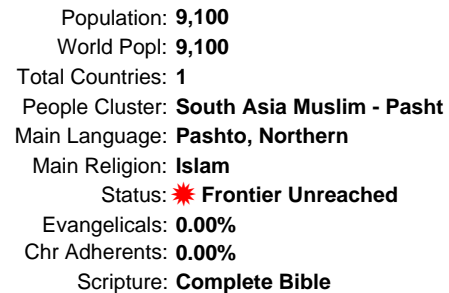 Population: 9,100
World Popl: 9,100
Total Countries: 1
People Cluster: South Asia Muslim - Pasht
Main Language: Pashto, Northern
Main Religion: Islam
Status: Frontier Unreached
Evangelicals: 0.00%
Chr Adherents: 0.00%
Scripture: Complete Bible